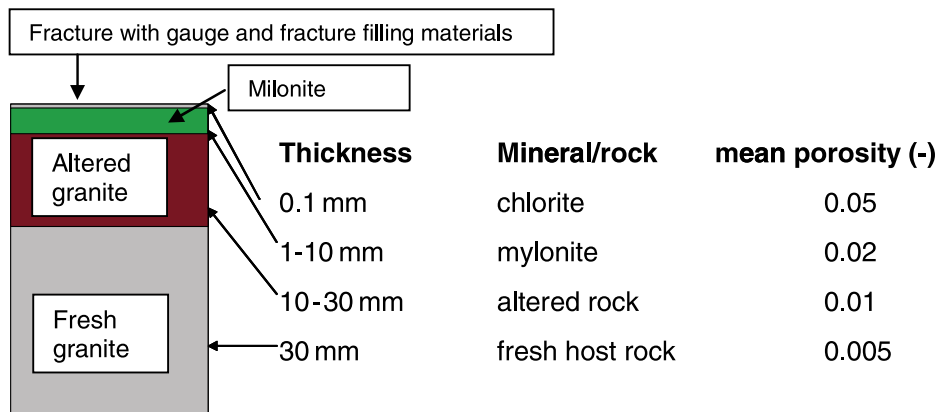 Fracture with gauge and fracture filling materials
Milonite
Altered
granite
Fresh
granite
Thickness Mineral/rock mean porosity (-)
0.1 mm chlorite 0.05
1-10 mm mylonite 0.02
10-30 mm altered rock 0.01
30 mm fresh host rock 0.005